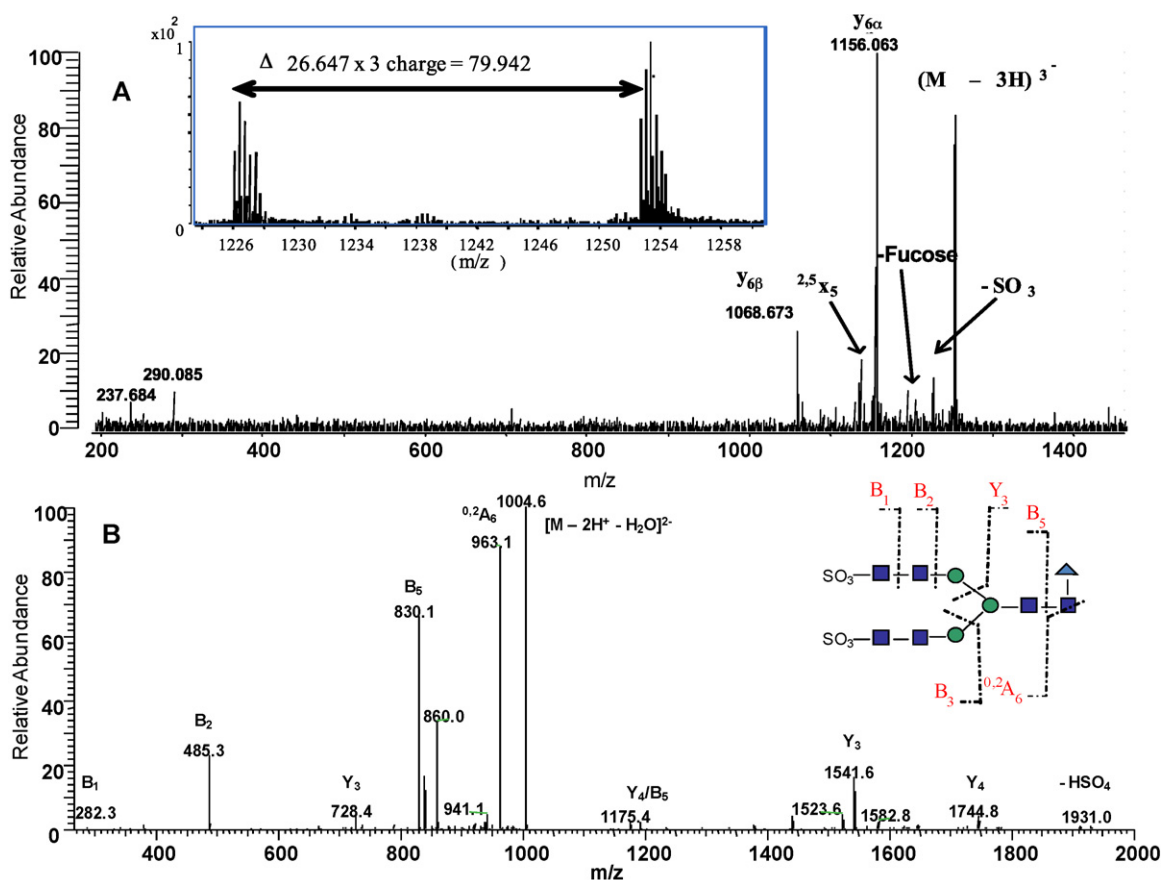 y6α
1156.063
x10²
1
Δ 26.647 x 3 charge = 79.942
0
1226 1230 1234 1238 1242 1246 1250 1254 1258
(m/z )
A
(M – 3H) 3-
-Fucose
y6β
2,5x5
1068.673
- SO 3
290.085
237.684
Relative Abundance
100
80
60
40
20
0
200 400 600 800 1000 1200 1400
m/z
B
0,2A6
1004.6
963.1
[M – 2H+ - H2O]2-
B5
830.1
860.0
B2
485.3
B1
282.3
Y3
728.4
941.1
Y4/B5
1175.4
Y3
1541.6
1523.6
1582.8
Y4
1744.8
- HSO4
1931.0
B1 B2 Y3
B5
SO3
SO3
B3 0,2A6
Relative Abundance
100
80
60
40
20
0
400 600 800 1000 1200 1400 1600 1800 2000
m/z